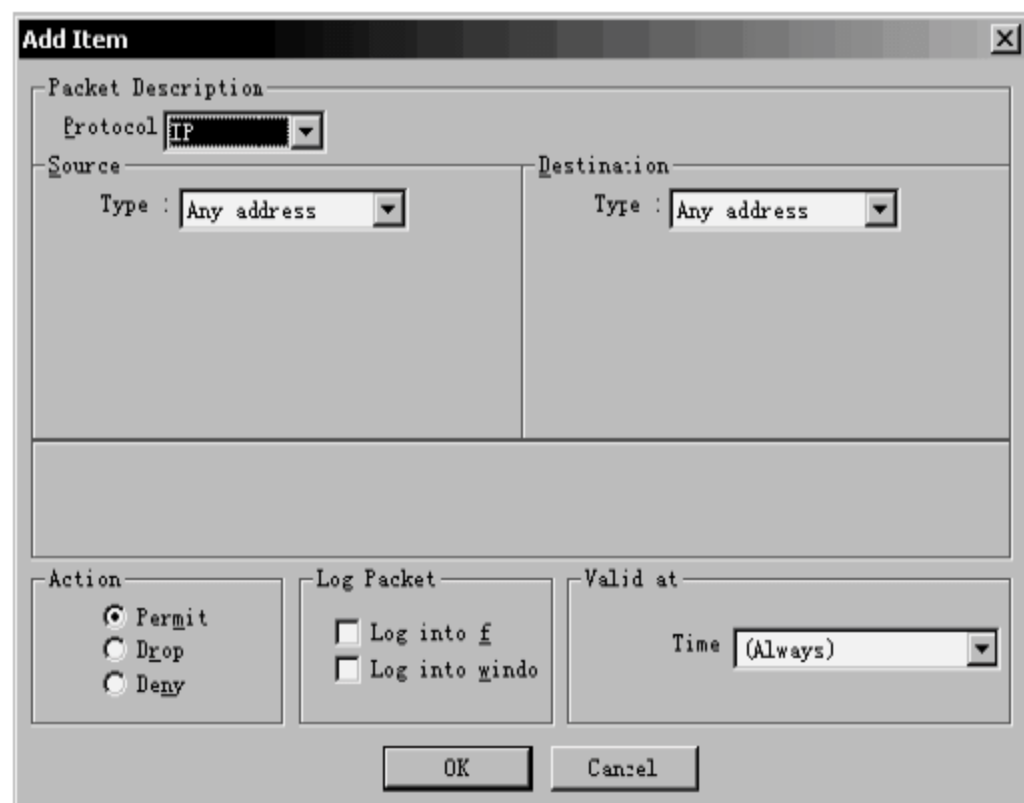 Add Item
Packet Description
Protocol IP
Source
Destination
Type : Any address
Type : Any address
Action
Permit
Drop
Deny
Log Packet
Log into f
Log into windo
Valid at
Time (Always)
OK
Cancel